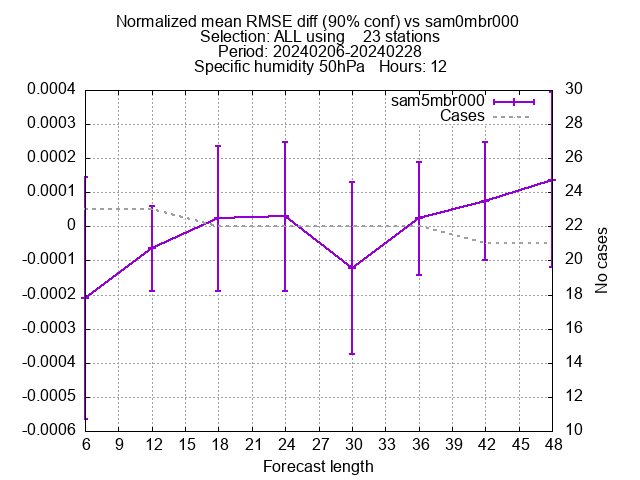 Normalized mean RMSE diff (90% conf) vs sam0mbr000
Selection: ALL using 23 stations
Period: 20240206-20240228
Specific humidity 50hPa Hours: 12
0.0004
0.0003
0.0002
0.0001
0
-0.0001
-0.0002
-0.0003
-0.0004
-0.0005
-0.0006
sam5mbr000
Cases
30
28
26
24
22
20
18
16
14
12
10
No cases
6 9 12 15 18 21 24 27 30 33 36 39 42 45 48
Forecast length